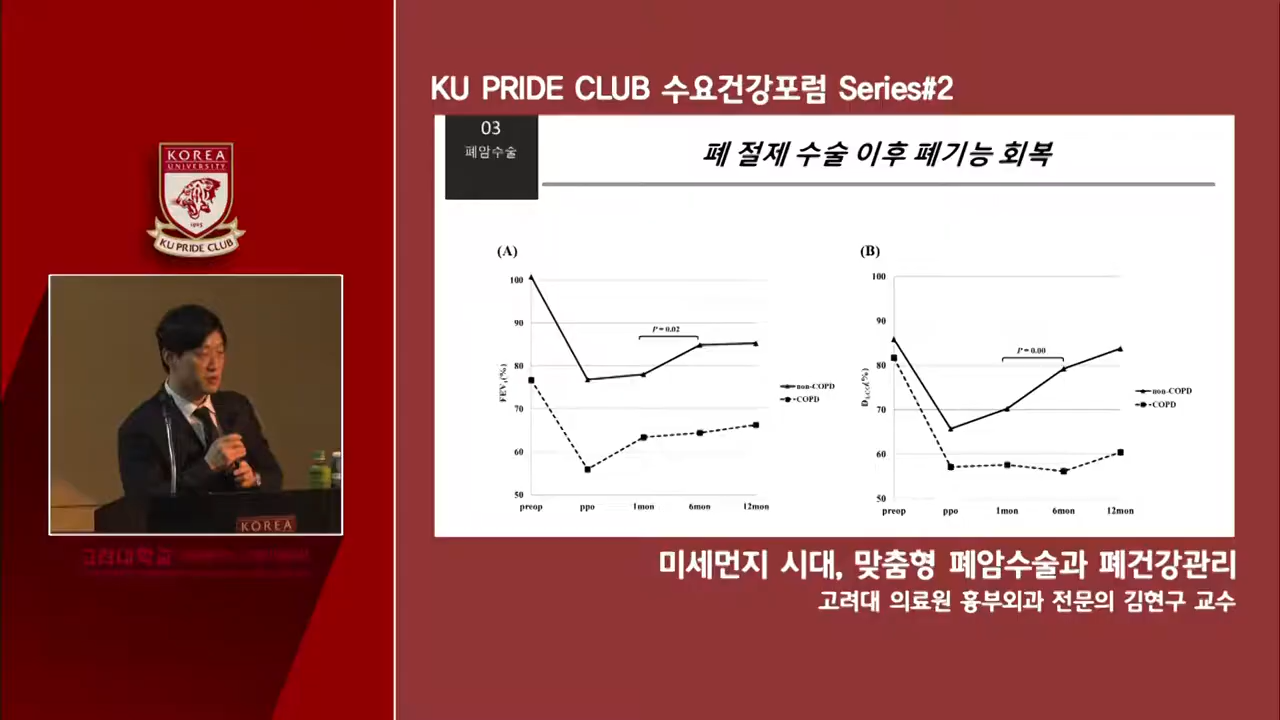 KU PRIDE CLUB 수요건강포럼 Series#2
03
폐암수술
폐 절제 수술 이후 폐기능 회복
KOREA
UNIVERSITY
1905
KU PRIDE CLUB
(A)
100
90
80
70
60
50
FEV₁(%)
P = 0.02
preop ppo 1mon 6mon 12mon
non-COPD
COPD
(B)
100
90
80
70
60
50
P = 0.00
preop ppo 1mon 6mon 12mon
non-COPD
COPD
KOREA
고려대학교
미세먼지 시대, 맞춤형 폐암수술과 폐건강관리
고려대 의료원 흉부외과 전문의 김현구 교수